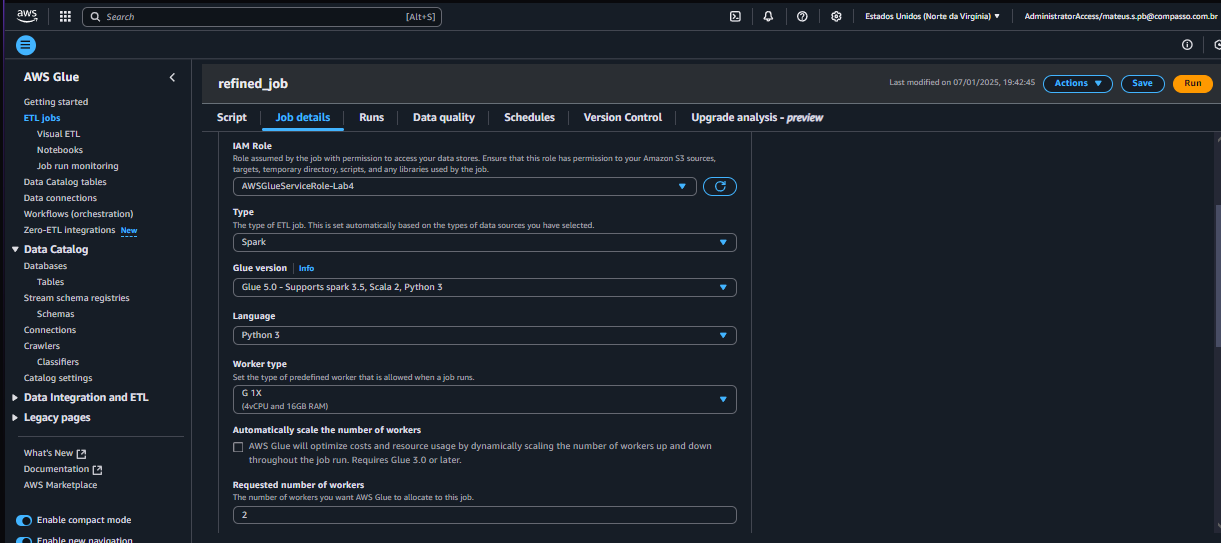 aws
Search
[Alt+S]
Estados Unidos (Norte da Virgínia)
AdministratorAccess/mateus.s.pb@compasso.com.br
AWS Glue
Getting started
ETL jobs
Visual ETL
Notebooks
Job run monitoring
Data Catalog tables
Data connections
Workflows (orchestration)
Zero-ETL integrations New
Data Catalog
Databases
Tables
Stream schema registries
Schemas
Connections
Crawlers
Classifiers
Catalog settings
Data Integration and ETL
Legacy pages
What's New
Documentation
AWS Marketplace
Enable compact mode
Enable new navigation
refined_job
Last modified on 07/01/2025, 19:42:45
Actions
Save
Run
Script
Job details
Runs
Data quality
Schedules
Version Control
Upgrade analysis - preview
IAM Role
Role assumed by the job with permission to access your data stores. Ensure that this role has permission to your Amazon S3 sources,
targets, temporary directory, scripts, and any libraries used by the job.
AWSGlueServiceRole-Lab4
Type
The type of ETL job. This is set automatically based on the types of data sources you have selected.
Spark
Glue version Info
Glue 5.0 - Supports spark 3.5, Scala 2, Python 3
Language
Python 3
Worker type
Set the type of predefined worker that is allowed when a job runs.
G 1X
(4vCPU and 16GB RAM)
Automatically scale the number of workers
AWS Glue will optimize costs and resource usage by dynamically scaling the number of workers up and down
throughout the job run. Requires Glue 3.0 or later.
Requested number of workers
The number of workers you want AWS Glue to allocate to this job.
2